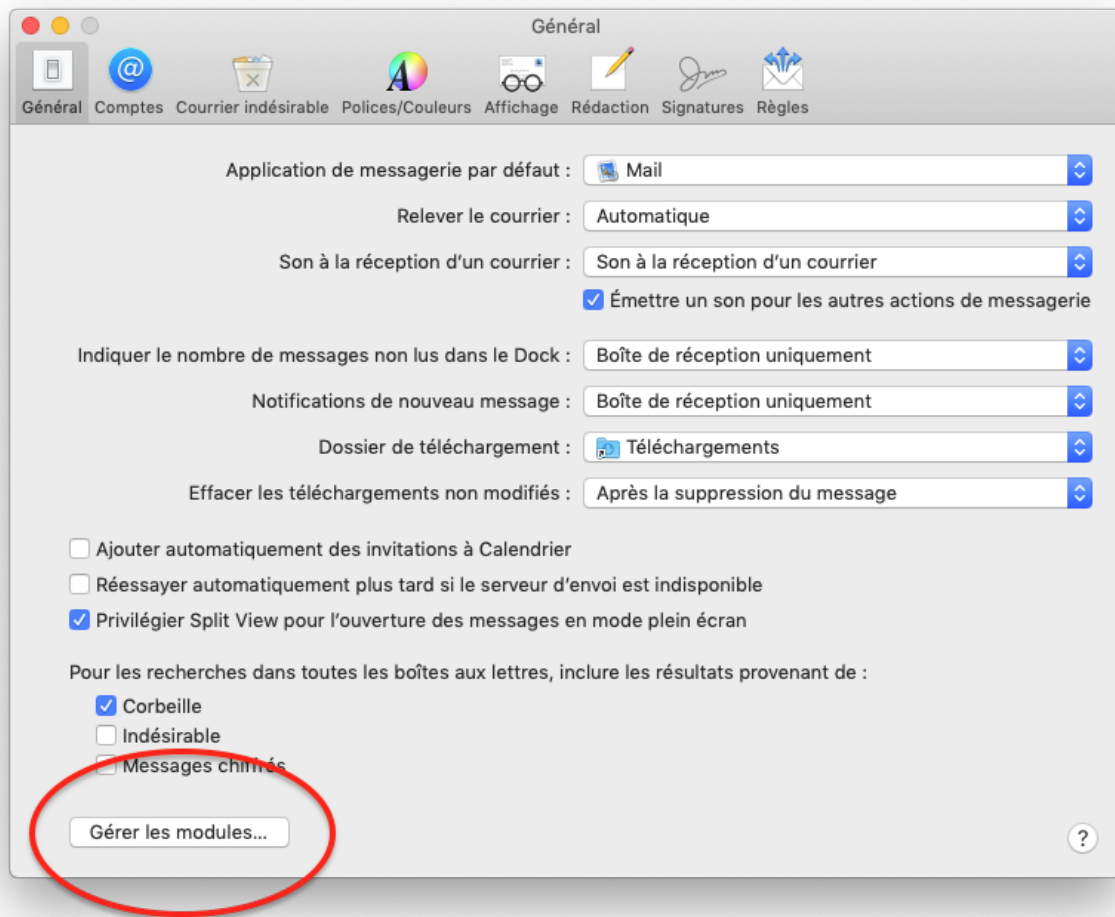 Général
Général Comptes Courrier indésirable Polices/Couleurs Affichage Rédaction Signatures Règles
Application de messagerie par défaut : Mail
Relever le courrier : Automatique
Son à la réception d’un courrier : Son à la réception d’un courrier
Émettre un son pour les autres actions de messagerie
Indiquer le nombre de messages non lus dans le Dock : Boîte de réception uniquement
Notifications de nouveau message : Boîte de réception uniquement
Dossier de téléchargement : Téléchargements
Effacer les téléchargements non modifiés : Après la suppression du message
Ajouter automatiquement des invitations à Calendrier
Réessayer automatiquement plus tard si le serveur d’envoi est indisponible
Privilégier Split View pour l’ouverture des messages en mode plein écran
Pour les recherches dans toutes les boîtes aux lettres, inclure les résultats provenant de :
Corbeille
Indésirable
Messages chiffrés
Gérer les modules...
?